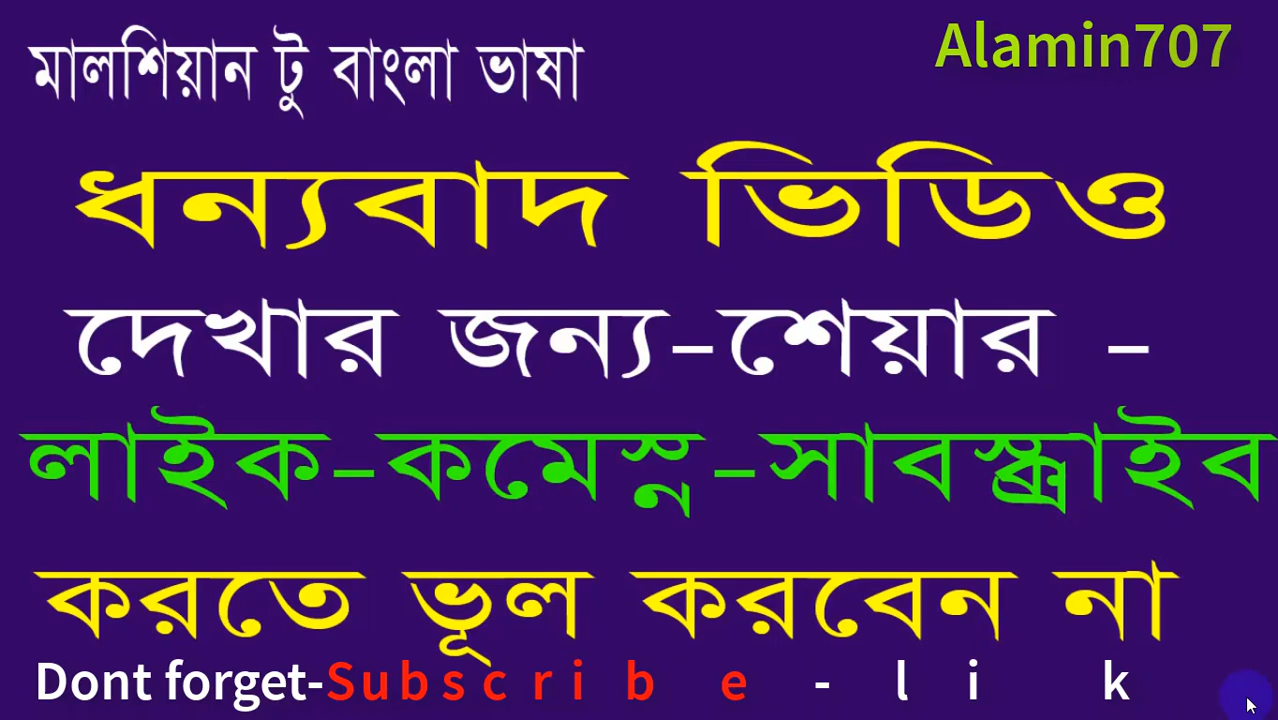 মালশিয়ান টু বাংলা ভাষা
Alamin707
ধন্যবাদ ভিডিও
দেখার জন্য-শেয়ার -
লাইক-কমেস্ন-সাবস্ক্রাইব
করতে ভূল করবেন না
Dont forget-Subscribe-lik